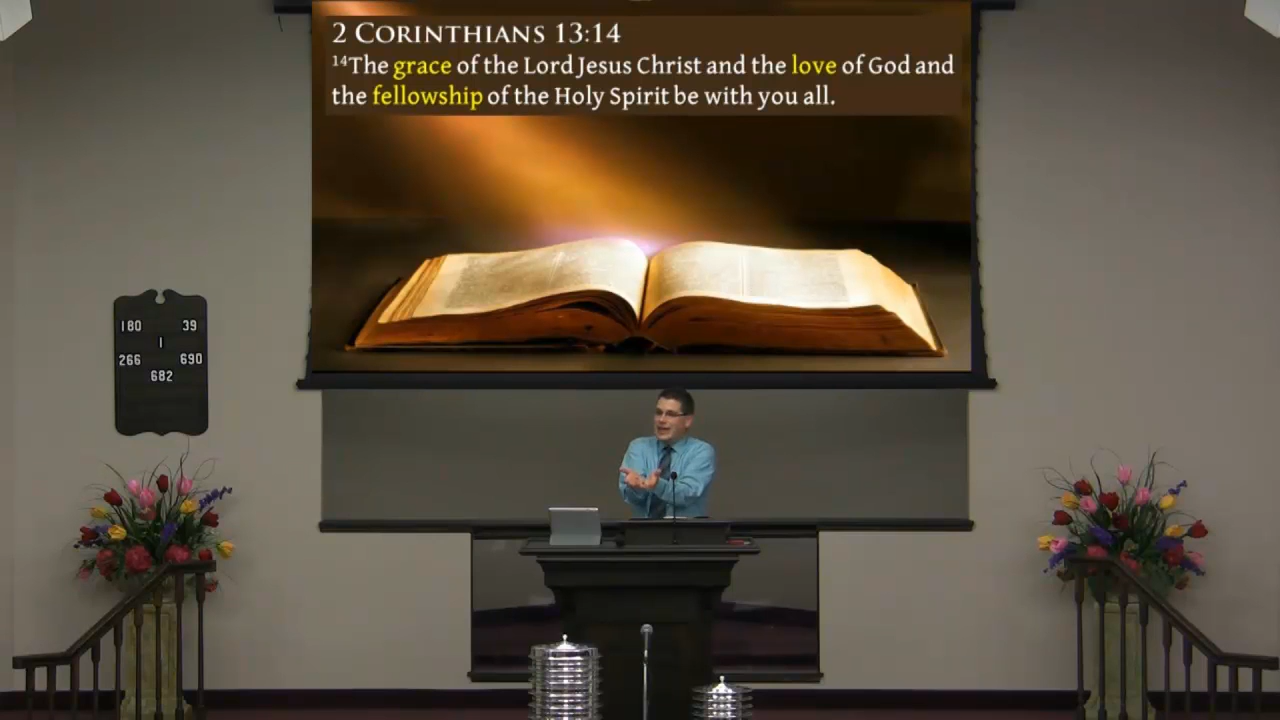 2 CORINTHIANS 13:14
¹⁴The grace of the Lord Jesus Christ and the love of God and
the fellowship of the Holy Spirit be with you all.
180 39
1
266 690
682